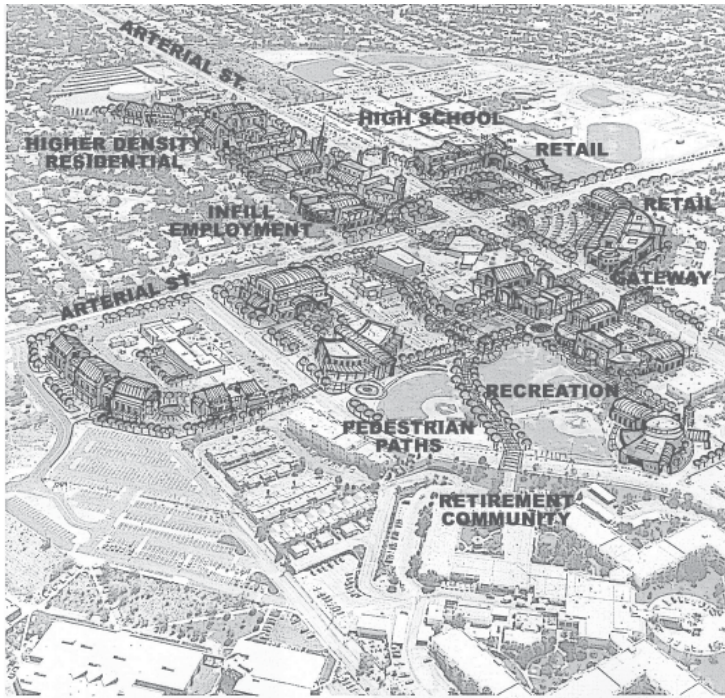 ARTERIAL ST.
HIGH SCHOOL
HIGHER DENSITY
RESIDENTIAL
RETAIL
RETAIL
INFILL
EMPLOYMENT
GATEWAY
ARTERIAL ST.
RECREATION
PEDESTRIAN
PATHS
RETIREMENT
COMMUNITY